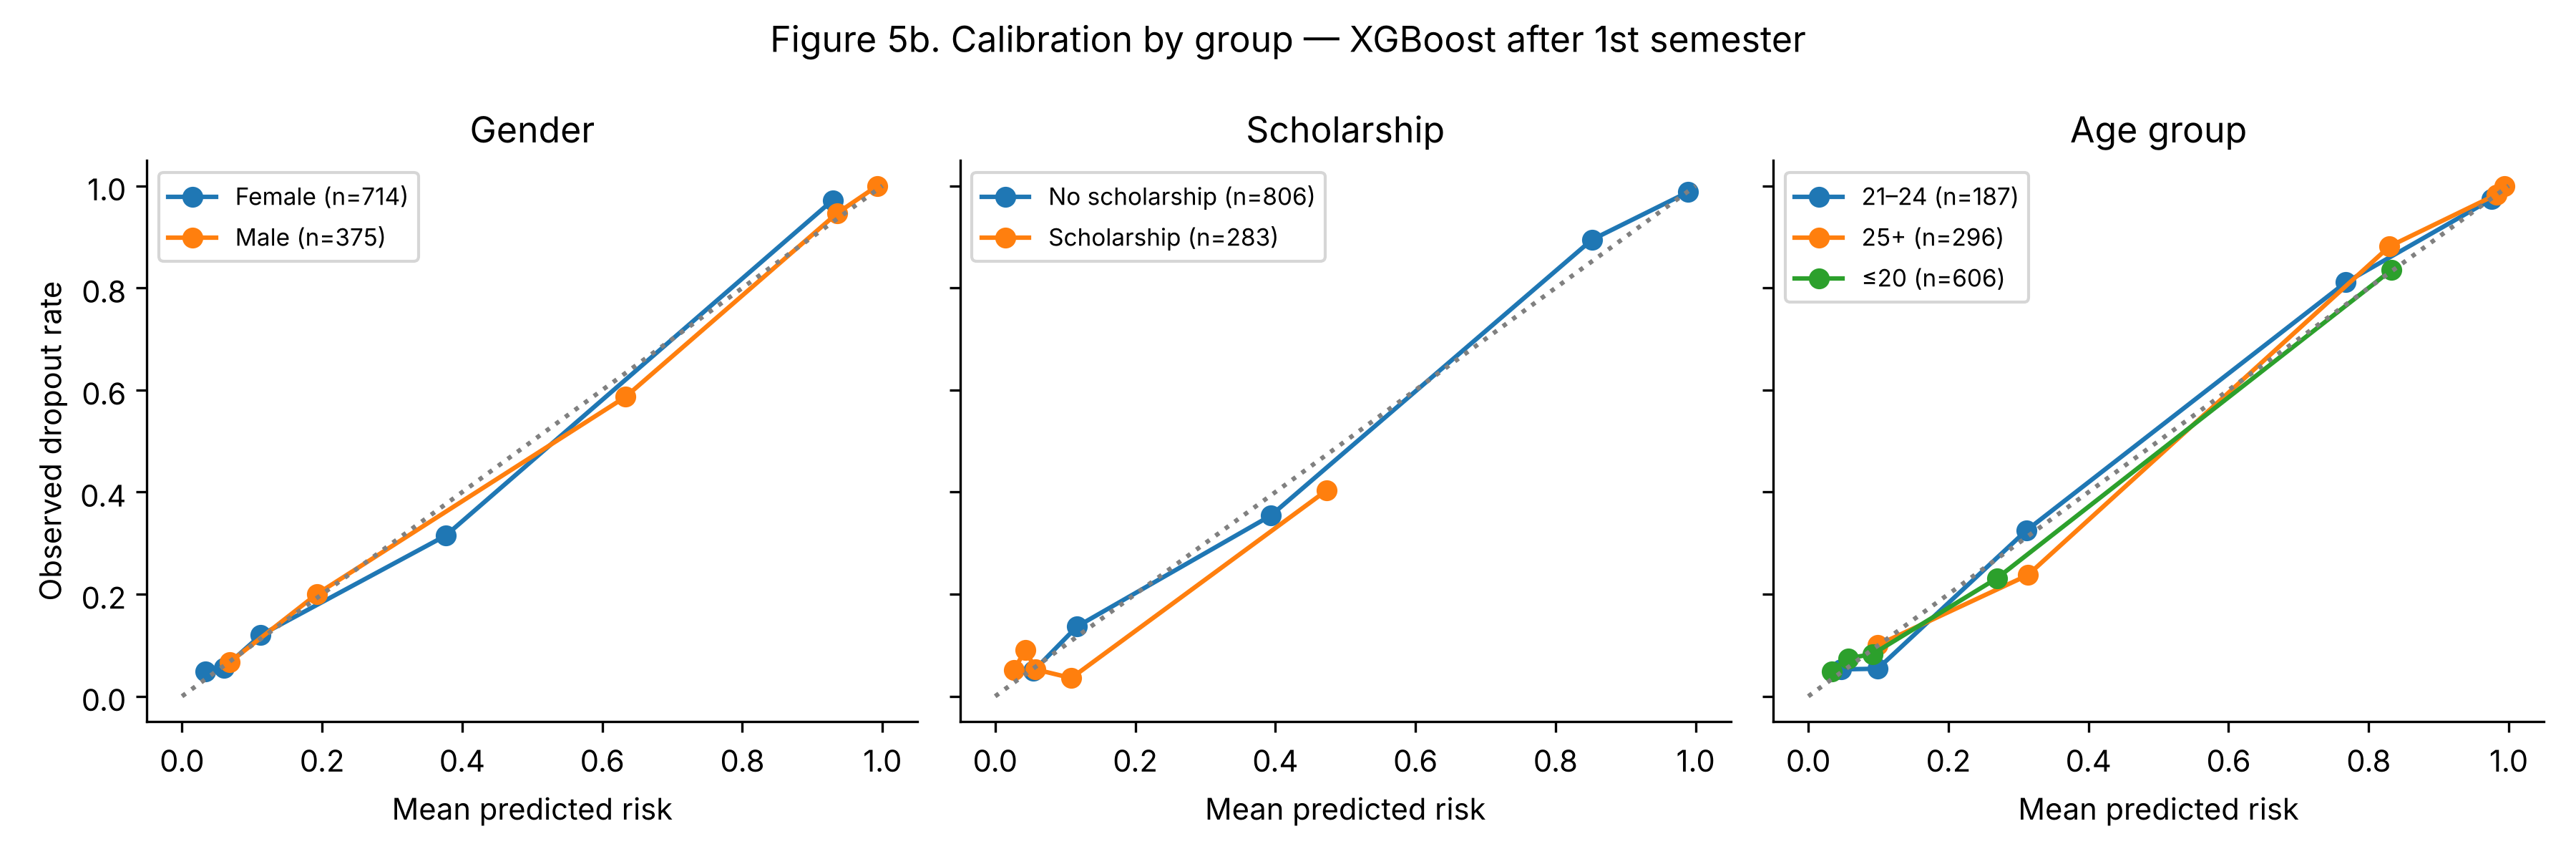 Figure 5b. Calibration by group — XGBoost after 1st semester
Gender
Female (n=714)
Male (n=375)
Observed dropout rate
1.0
0.8
0.6
0.4
0.2
0.0
0.0 0.2 0.4 0.6 0.8 1.0
Mean predicted risk
Scholarship
No scholarship (n=806)
Scholarship (n=283)
0.0 0.2 0.4 0.6 0.8 1.0
Mean predicted risk
Age group
21–24 (n=187)
25+ (n=296)
≤20 (n=606)
0.0 0.2 0.4 0.6 0.8 1.0
Mean predicted risk